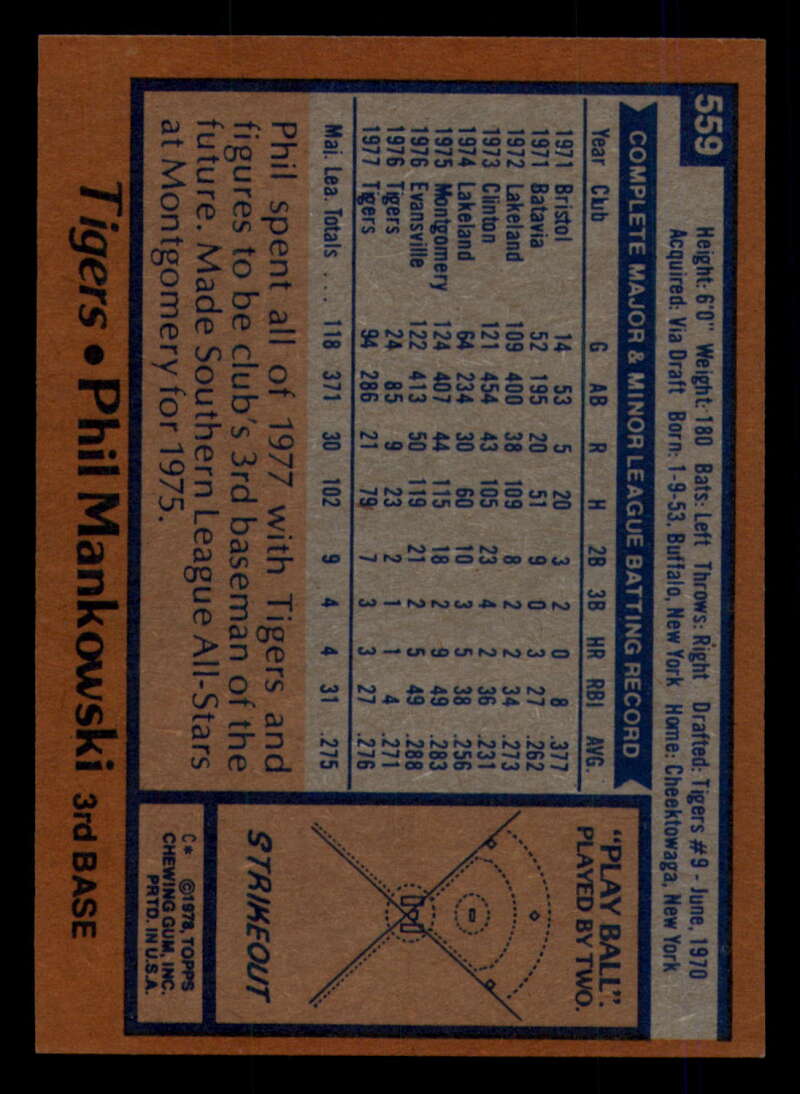 559
Height: 6'0" Weight: 180 Bats: Left Throws: Right Drafted: Tigers #9 - June, 1970
Acquired: Via Draft Born: 1-9-53, Buffalo, New York Home: Cheektowaga, New York
COMPLETE MAJOR & MINOR LEAGUE BATTING RECORD
Year Club G AB R H 2B 3B HR RBI AVG.
1971 Bristol 14 53 5 20 3 2 0 8 .377
1971 Batavia 52 195 20 51 9 0 3 27 .262
1972 Lakeland 109 400 38 109 8 2 2 34 .273
1973 Clinton 121 454 43 105 23 4 2 36 .231
1974 Lakeland 64 234 30 60 10 3 5 38 .256
1975 Montgomery 124 407 44 115 18 2 9 49 .283
1976 Evansville 122 413 50 119 21 2 5 49 .288
1976 Tigers 24 85 9 23 2 1 1 4 .271
1977 Tigers 94 286 21 79 7 3 3 27 .276
Maj. Lea. Totals .... 118 371 30 102 9 4 4 31 .275
Phil spent all of 1977 with Tigers and
figures to be club's 3rd baseman of the
future. Made Southern League All-Stars
at Montgomery for 1975.
"PLAY BALL":
PLAYED BY TWO.
STRIKEOUT
C* ©1978, TOPPS
CHEWING GUM, INC.
PRTD. IN U.S.A.
Tigers • Phil Mankowski 3rd BASE